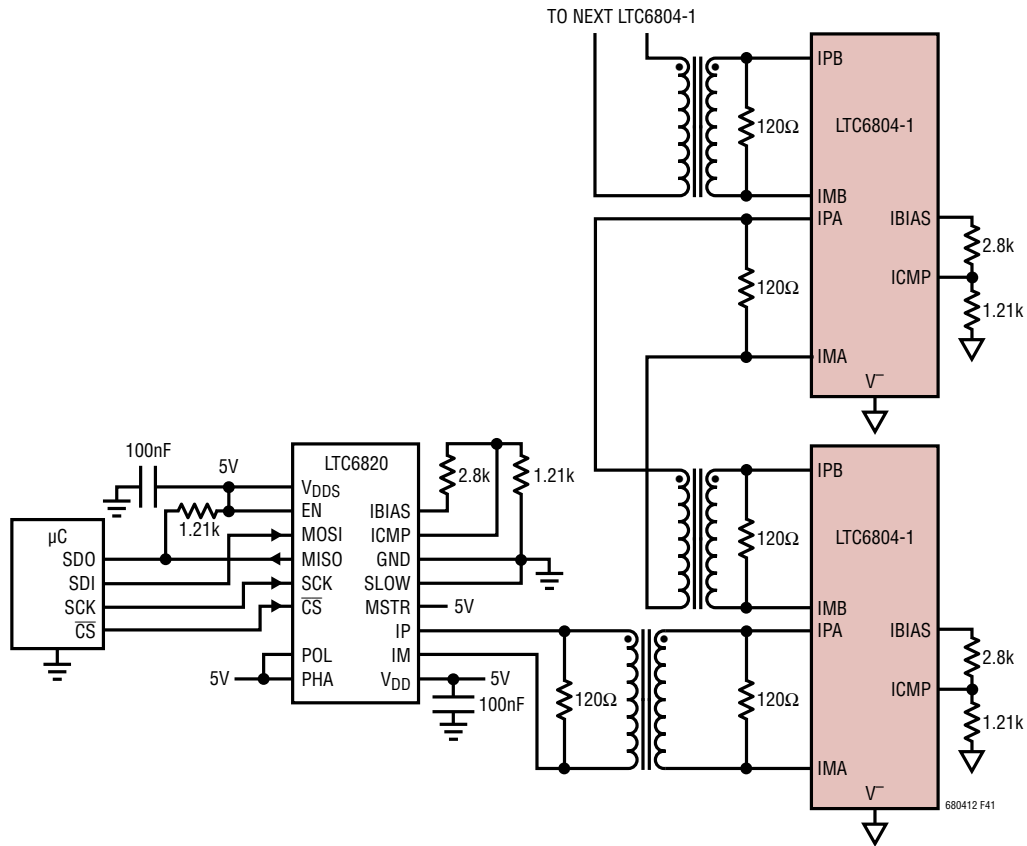 TO NEXT LTC6804-1
IPB
120Ω
LTC6804-1
IMB
IPA
IBIAS
2.8k
120Ω
ICMP
1.21k
IMA
V–
100nF
5V
LTC6820
VDDS
EN
1.21k
MOSI
MISO
SCK
CS
POL
PHA
5V
IBIAS
ICMP
GND
SLOW
MSTR
IP
IM
VDD
2.8k
1.21k
5V
5V
100nF
µC
SDO
SDI
SCK
CS
120Ω
120Ω
IPB
120Ω
LTC6804-1
IMB
IPA
IBIAS
2.8k
ICMP
1.21k
IMA
V–
680412 F41